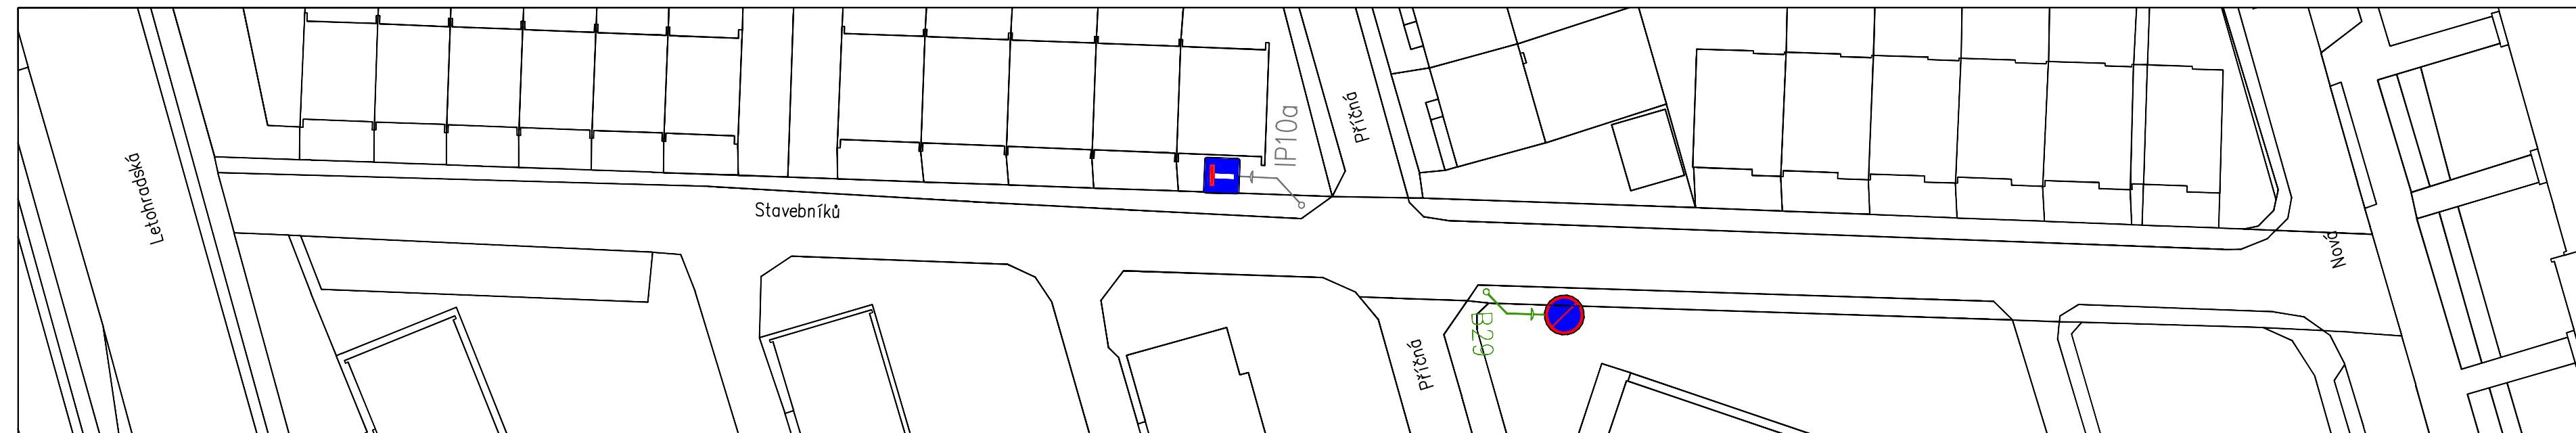 Letohradská
Stavebníků
IP10a
Příčná
Příčná
B29
Nová